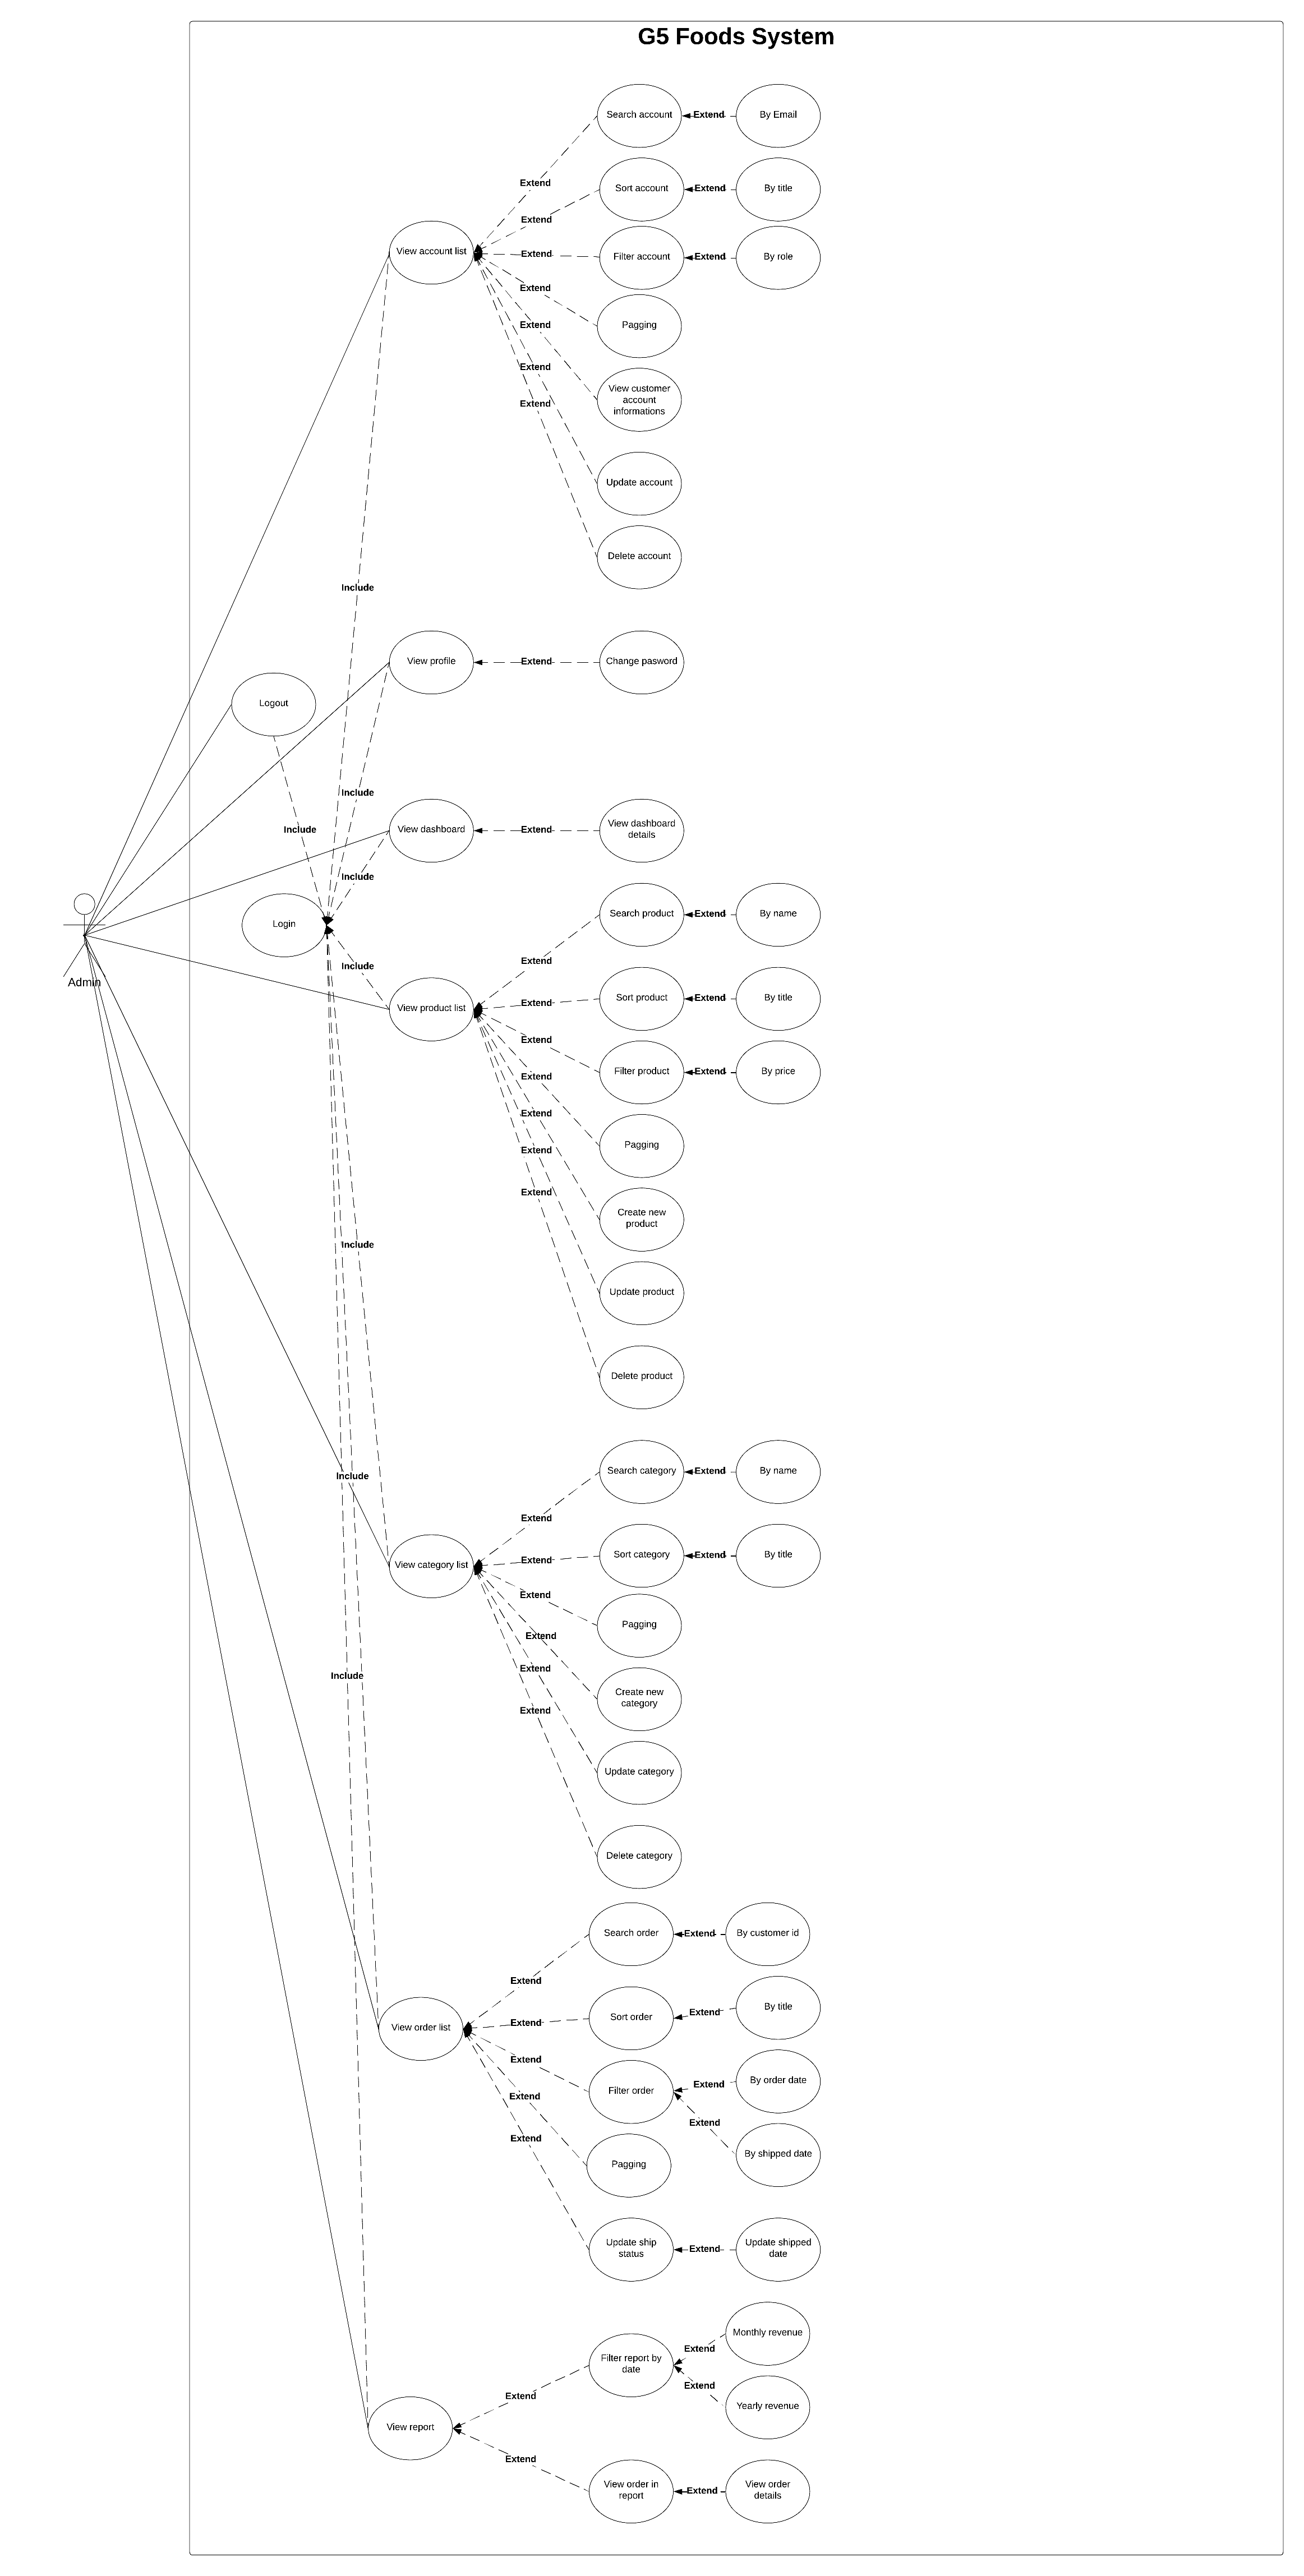 G5 Foods System
Search account
Extend
By Email
Extend
Sort account
Extend
By title
Extend
View account list
Extend
Filter account
Extend
By role
Extend
Pagging
Extend
Extend
View customer
account
informations
Extend
Update account
Delete account
Include
View profile
Extend
Change pasword
Logout
Include
Include
View dashboard
Extend
View dashboard
details
Include
Login
Search product
Extend
By name
Extend
Include
Admin
View product list
Extend
Sort product
Extend
By title
Extend
Filter product
Extend
By price
Extend
Extend
Pagging
Extend
Extend
Create new
product
Include
Update product
Delete product
Search category
Extend
By name
Include
Extend
View category list
Extend
Sort category
Extend
By title
Extend
Pagging
Extend
Extend
Include
Create new
category
Extend
Update category
Delete category
Search order
Extend
By customer id
Extend
View order list
Extend
Sort order
Extend
By title
Extend
Filter order
Extend
By order date
Extend
Extend
Extend
By shipped date
Pagging
Update ship
status
Extend
Update shipped
date
Monthly revenue
Extend
Filter report by
date
Extend
Extend
Yearly revenue
View report
Extend
View order in
report
Extend
View order
details